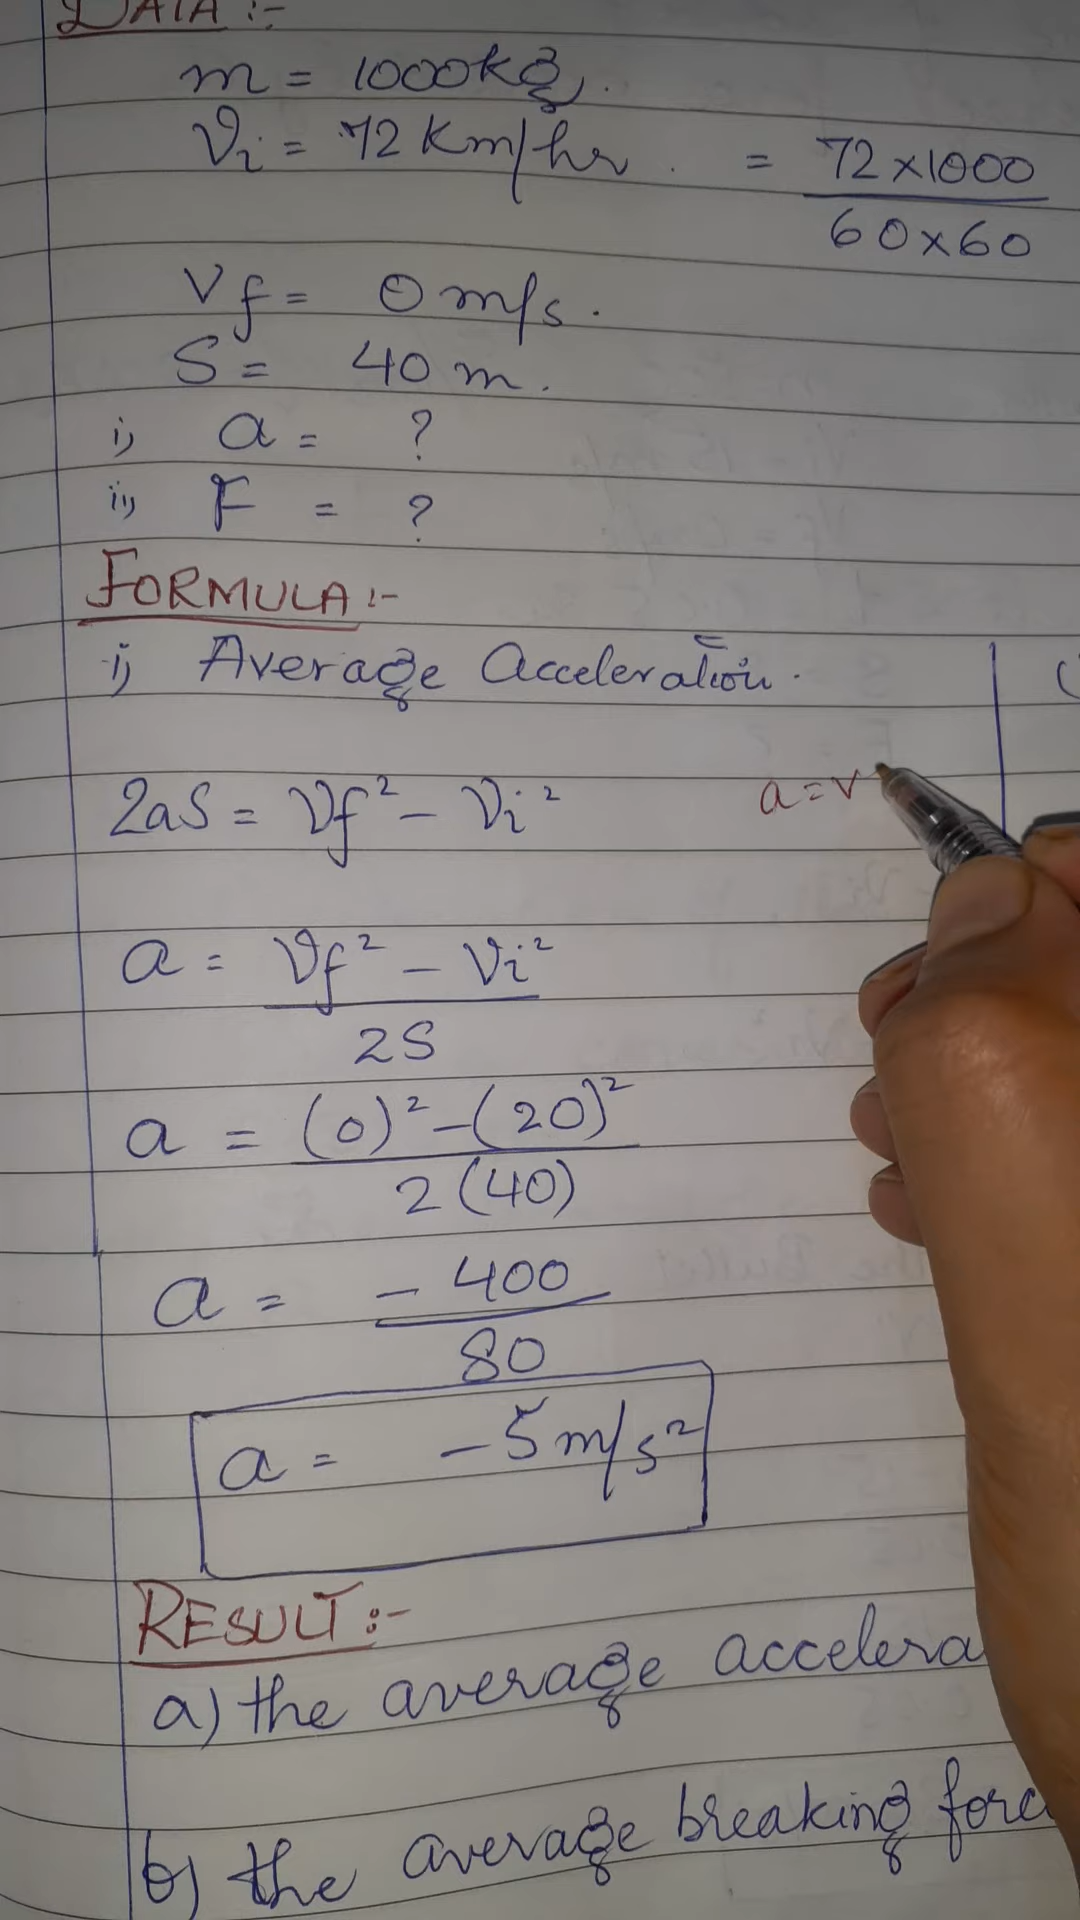 DATA :-
m = 1000kg.
Vi = 72 Km/hr. = 72×1000
60×60
Vf = 0 m/s.
S = 40 m.
i) a = ?
ii) F = ?
FORMULA :-
i) Average Acceleration.
2aS = Vf² - Vi²
a = v
a = Vf² - Vi²
2S
a = (0)² - (20)²
2(40)
a = - 400
80
a = - 5 m/s²
RESULT :-
a) the average accelera
b) the average breaking forc